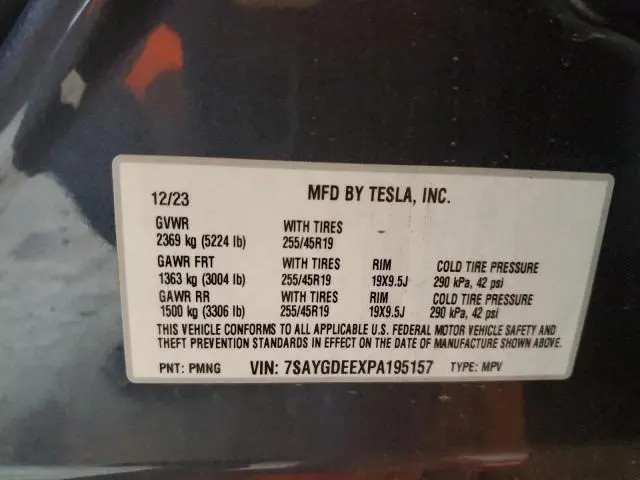 12/23 MFD BY TESLA, INC.
GVWR WITH TIRES
2369 kg (5224 lb) 255/45R19
GAWR FRT WITH TIRES RIM COLD TIRE PRESSURE
1363 kg (3004 lb) 255/45R19 19X9.5J 290 kPa, 42 psi
GAWR RR WITH TIRES RIM COLD TIRE PRESSURE
1500 kg (3306 lb) 255/45R19 19X9.5J 290 kPa, 42 psi
THIS VEHICLE CONFORMS TO ALL APPLICABLE U.S. FEDERAL MOTOR VEHICLE SAFETY AND
THEFT PREVENTION STANDARDS IN EFFECT ON THE DATE OF MANUFACTURE SHOWN ABOVE.
PNT: PMNG VIN: 7SAYGDEEXPA195157 TYPE: MPV